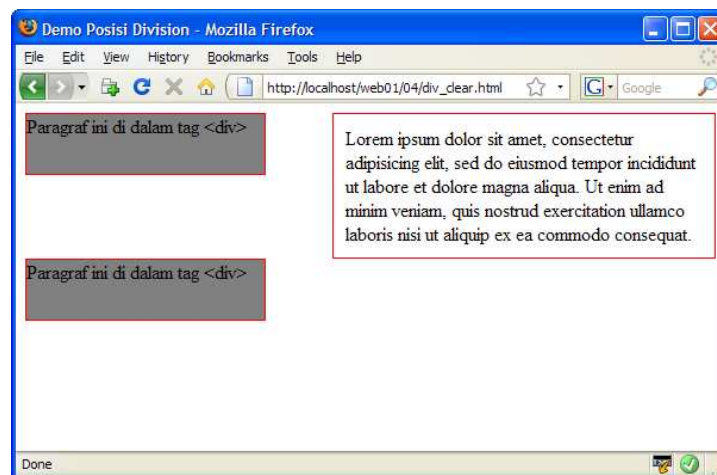 Demo Posisi Division - Mozilla Firefox
File Edit View History Bookmarks Tools Help
http://localhost/web01/04/div_clear.html
G Google
Paragraf ini di dalam tag <div>
Lorem ipsum dolor sit amet, consectetur
adipisicing elit, sed do eiusmod tempor incididunt
ut labore et dolore magna aliqua. Ut enim ad
minim veniam, quis nostrud exercitation ullamco
laboris nisi ut aliquip ex ea commodo consequat.
Paragraf ini di dalam tag <div>
Done